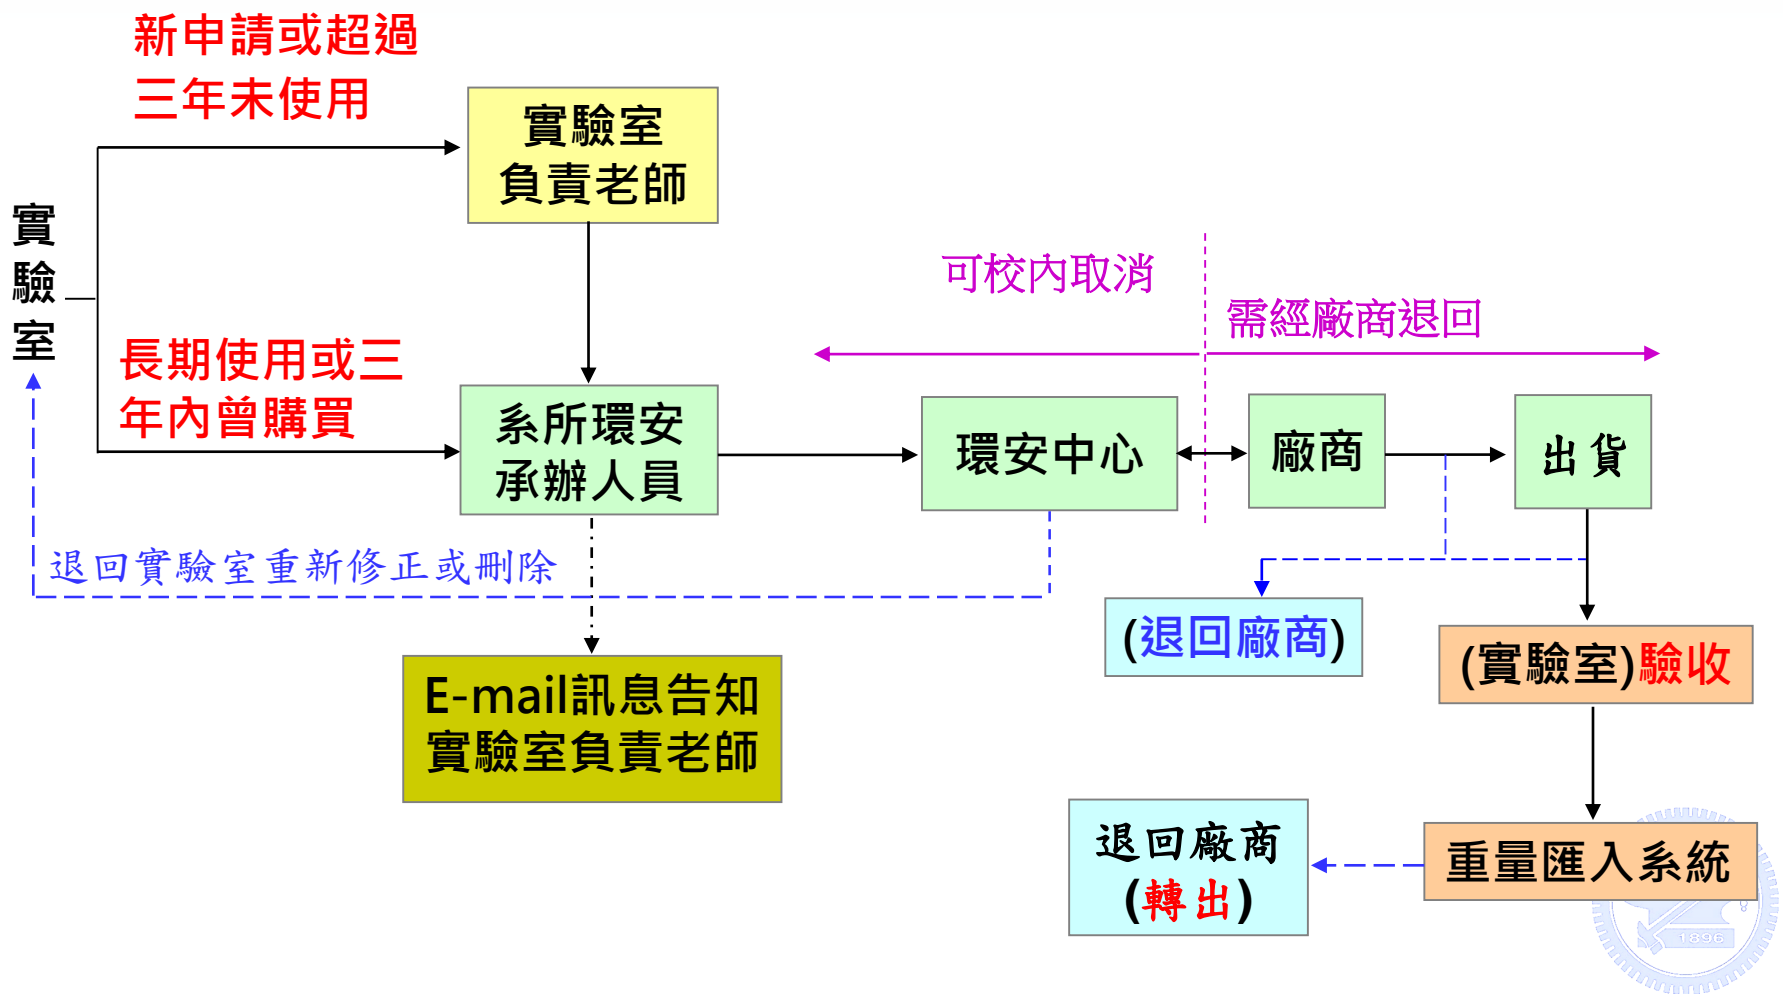 新申請或超過
三年未使用
實驗室
負責老師
實
驗
室
長期使用或三
年內曾購買
系所環安
承辦人員
可校內取消
需經廠商退回
環安中心
廠商
出貨
退回實驗室重新修正或刪除
(退回廠商)
(實驗室)驗收
E-mail訊息告知
實驗室負責老師
退回廠商
(轉出)
重量匯入系統
1896